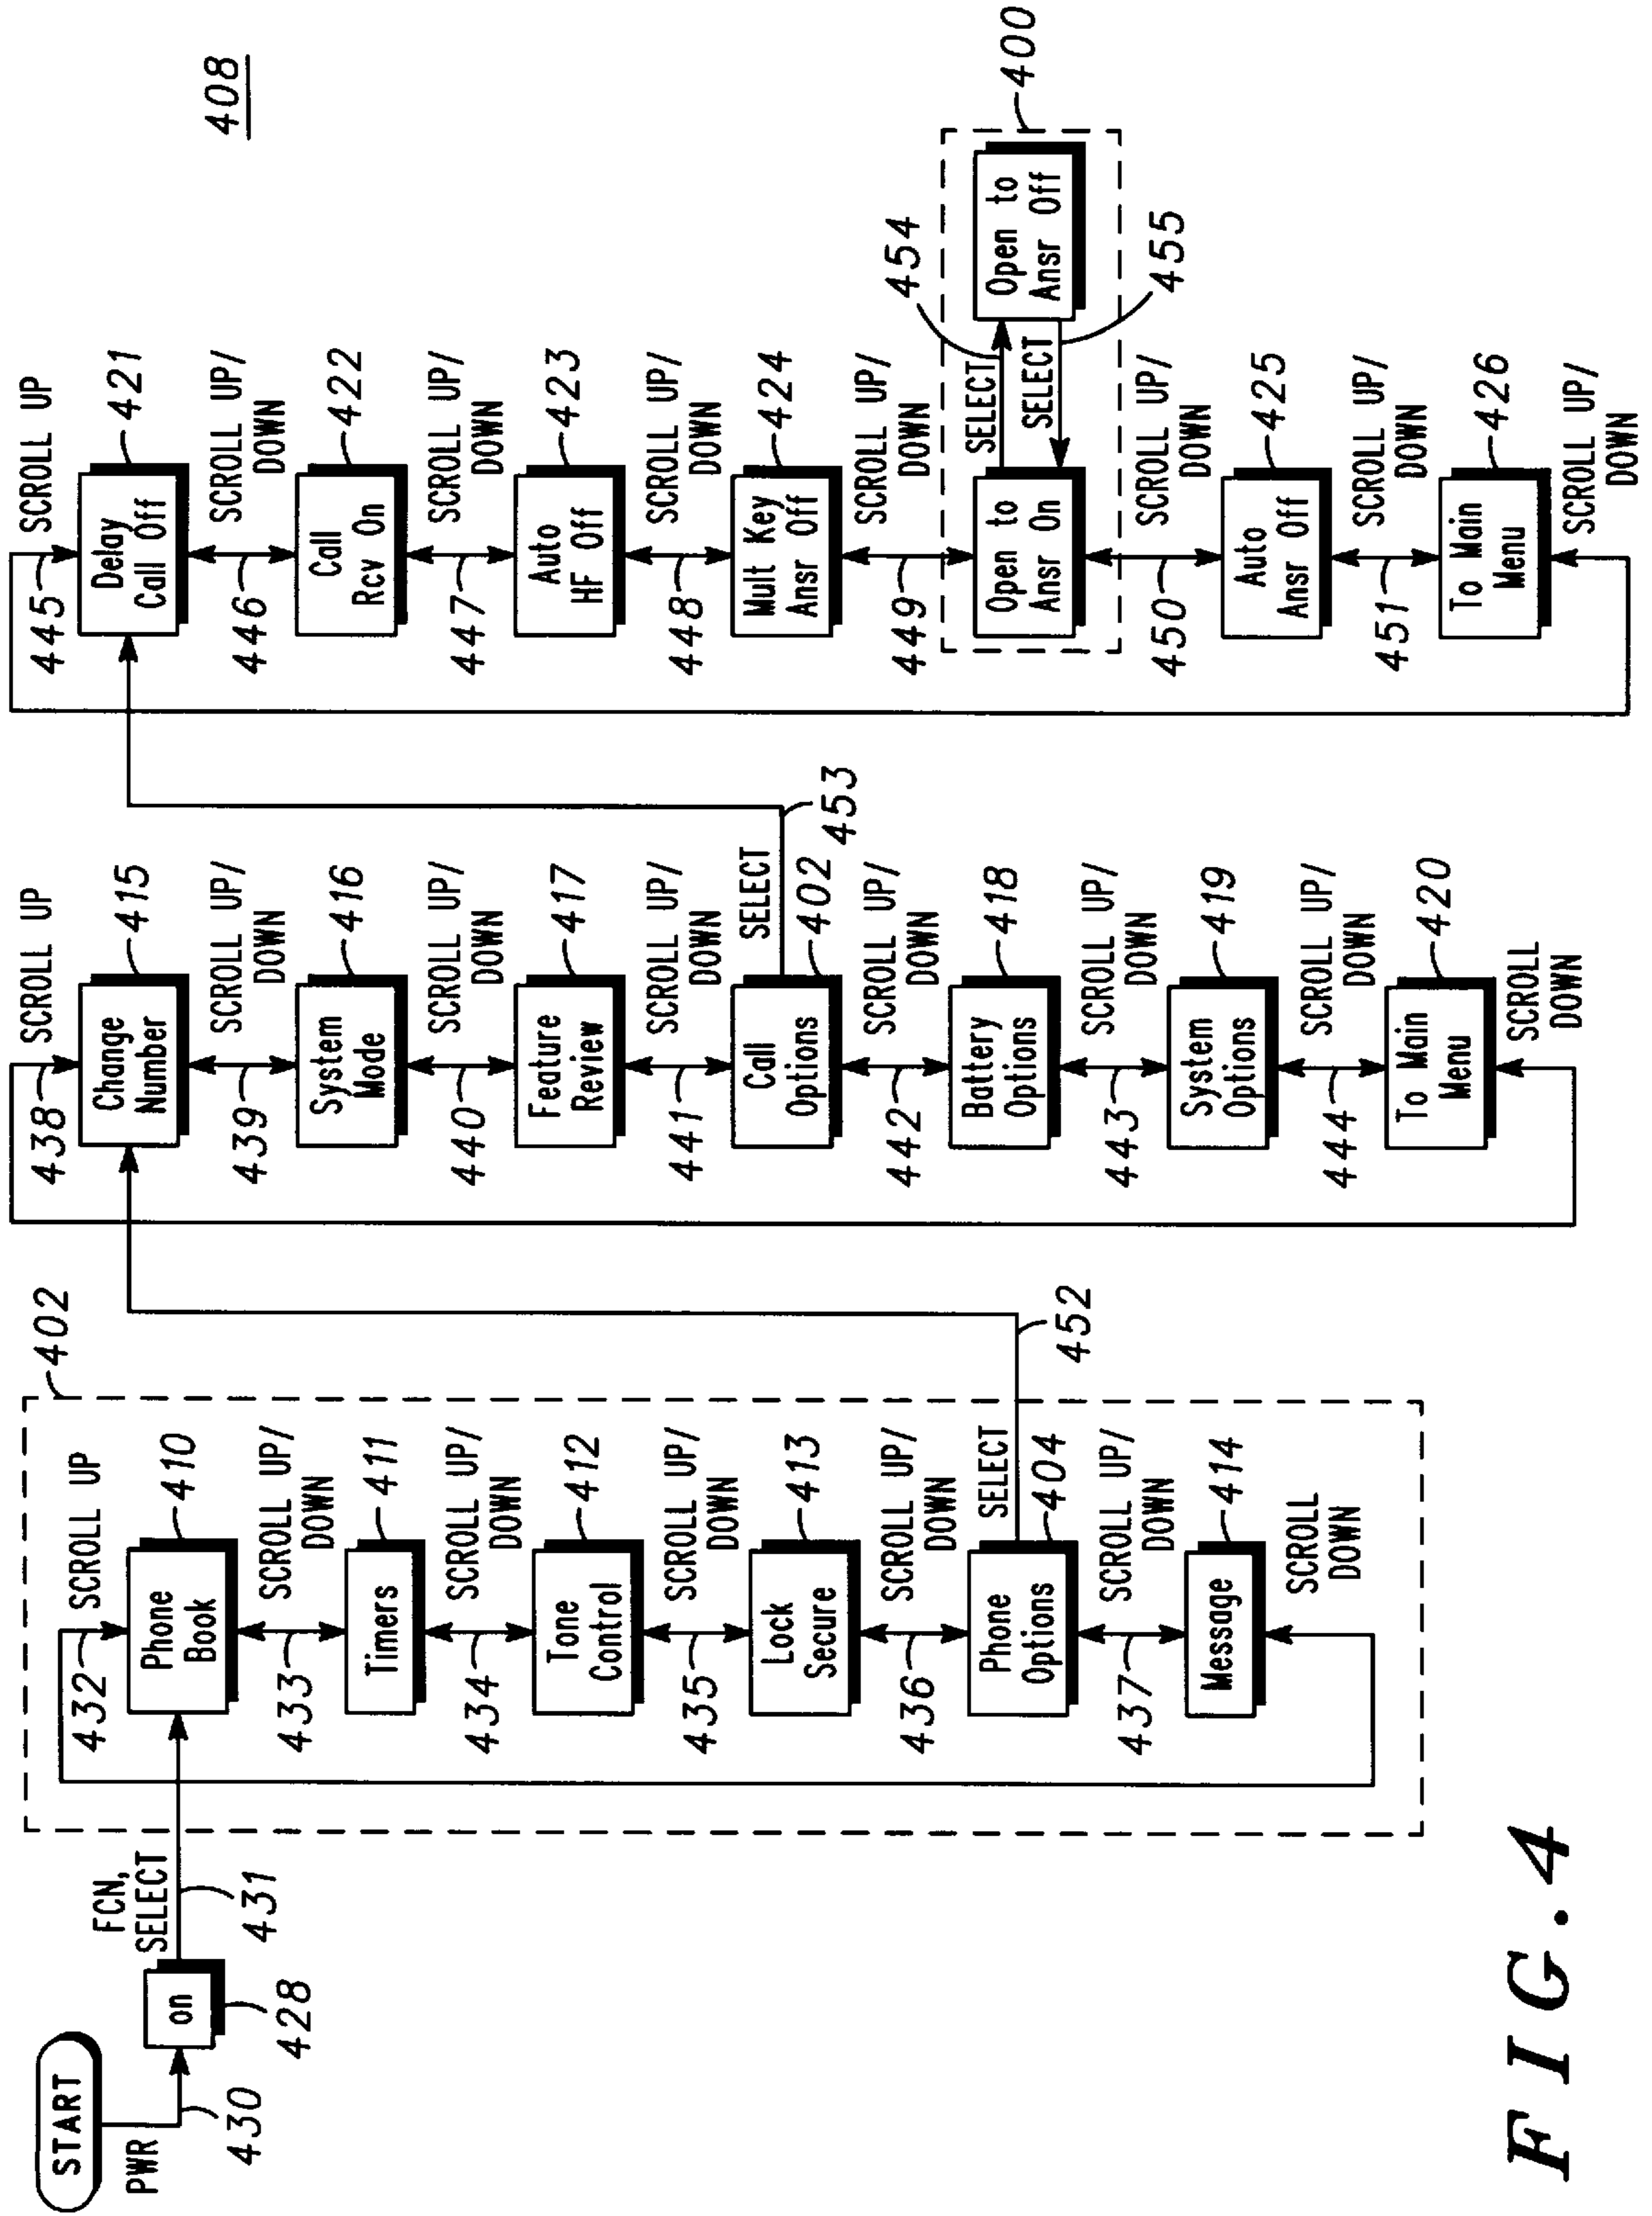 408
START
PWR
430
on
428
FCN,
SELECT
431
402
432
SCROLL UP
Phone
Book
410
433
SCROLL UP/
DOWN
Timers
411
434
SCROLL UP/
DOWN
Tone
Control
412
435
SCROLL UP/
DOWN
Lock
Secure
413
436
SCROLL UP/
DOWN
Phone
Options
404
SELECT
452
437
SCROLL UP/
DOWN
Message
414
SCROLL
DOWN
438
SCROLL UP
Change
Number
415
439
SCROLL UP/
DOWN
System
Mode
416
440
SCROLL UP/
DOWN
Feature
Review
417
441
SCROLL UP/
DOWN
Call
Options
402
SELECT
453
442
SCROLL UP/
DOWN
Battery
Options
418
443
SCROLL UP/
DOWN
System
Options
419
444
SCROLL UP/
DOWN
To Main
Menu
420
SCROLL
DOWN
445
SCROLL UP
Delay
Call Off
421
446
SCROLL UP/
DOWN
Call
Rcv On
422
447
SCROLL UP/
DOWN
Auto
HF Off
423
448
SCROLL UP/
DOWN
Mult Key
Ansr Off
424
449
SCROLL UP/
DOWN
Open to
Ansr On
SELECT
454
SELECT
455
Open to
Ansr Off
400
450
SCROLL UP/
DOWN
Auto
Ansr Off
425
451
SCROLL UP/
DOWN
To Main
Menu
426
SCROLL UP/
DOWN
FIG.4